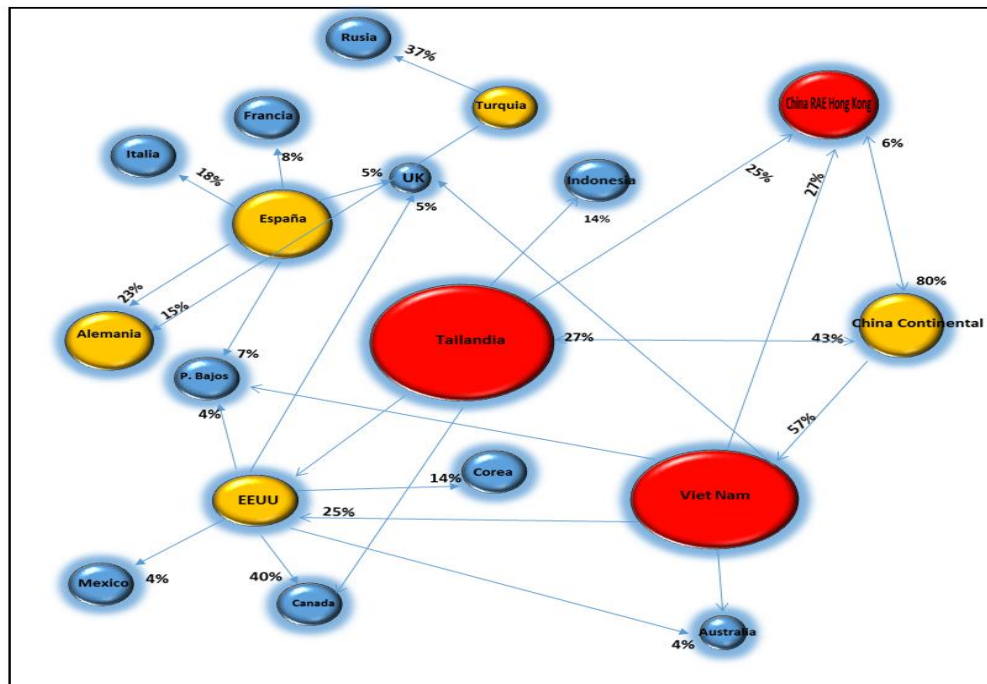 Rusia
37%
Turquia
China RAE Hong Kong
Francia
6%
Italia
8%
5%
UK
25%
27%
18%
Indonesia
5%
14%
España
80%
23%
15%
Alemania
Tailandia
27%
43%
China Continental
7%
P. Bajos
4%
57%
Corea
14%
EEUU
25%
Viet Nam
Mexico
4%
40%
Canada
Australia
4%